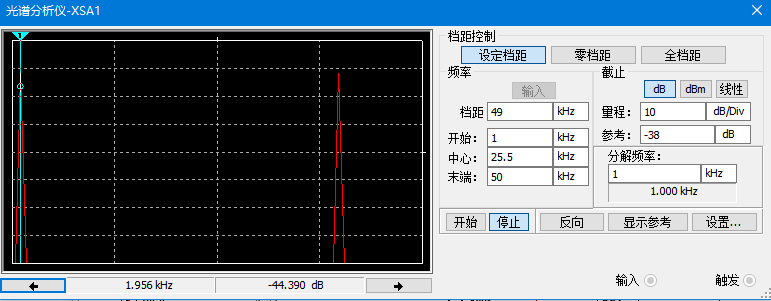 光谱分析仪-XSA1
1
档距控制
设定档距 零档距 全档距
频率
输入
档距 49 kHz
开始: 1 kHz
中心: 25.5 kHz
末端: 50 kHz
截止
dB dBm 线性
量程: 10 dB/Div
参考: -38 dB
分解频率:
1 kHz
1.000 kHz
开始 停止 反向 显示参考 设置...
1.956 kHz -44.390 dB
输入 触发